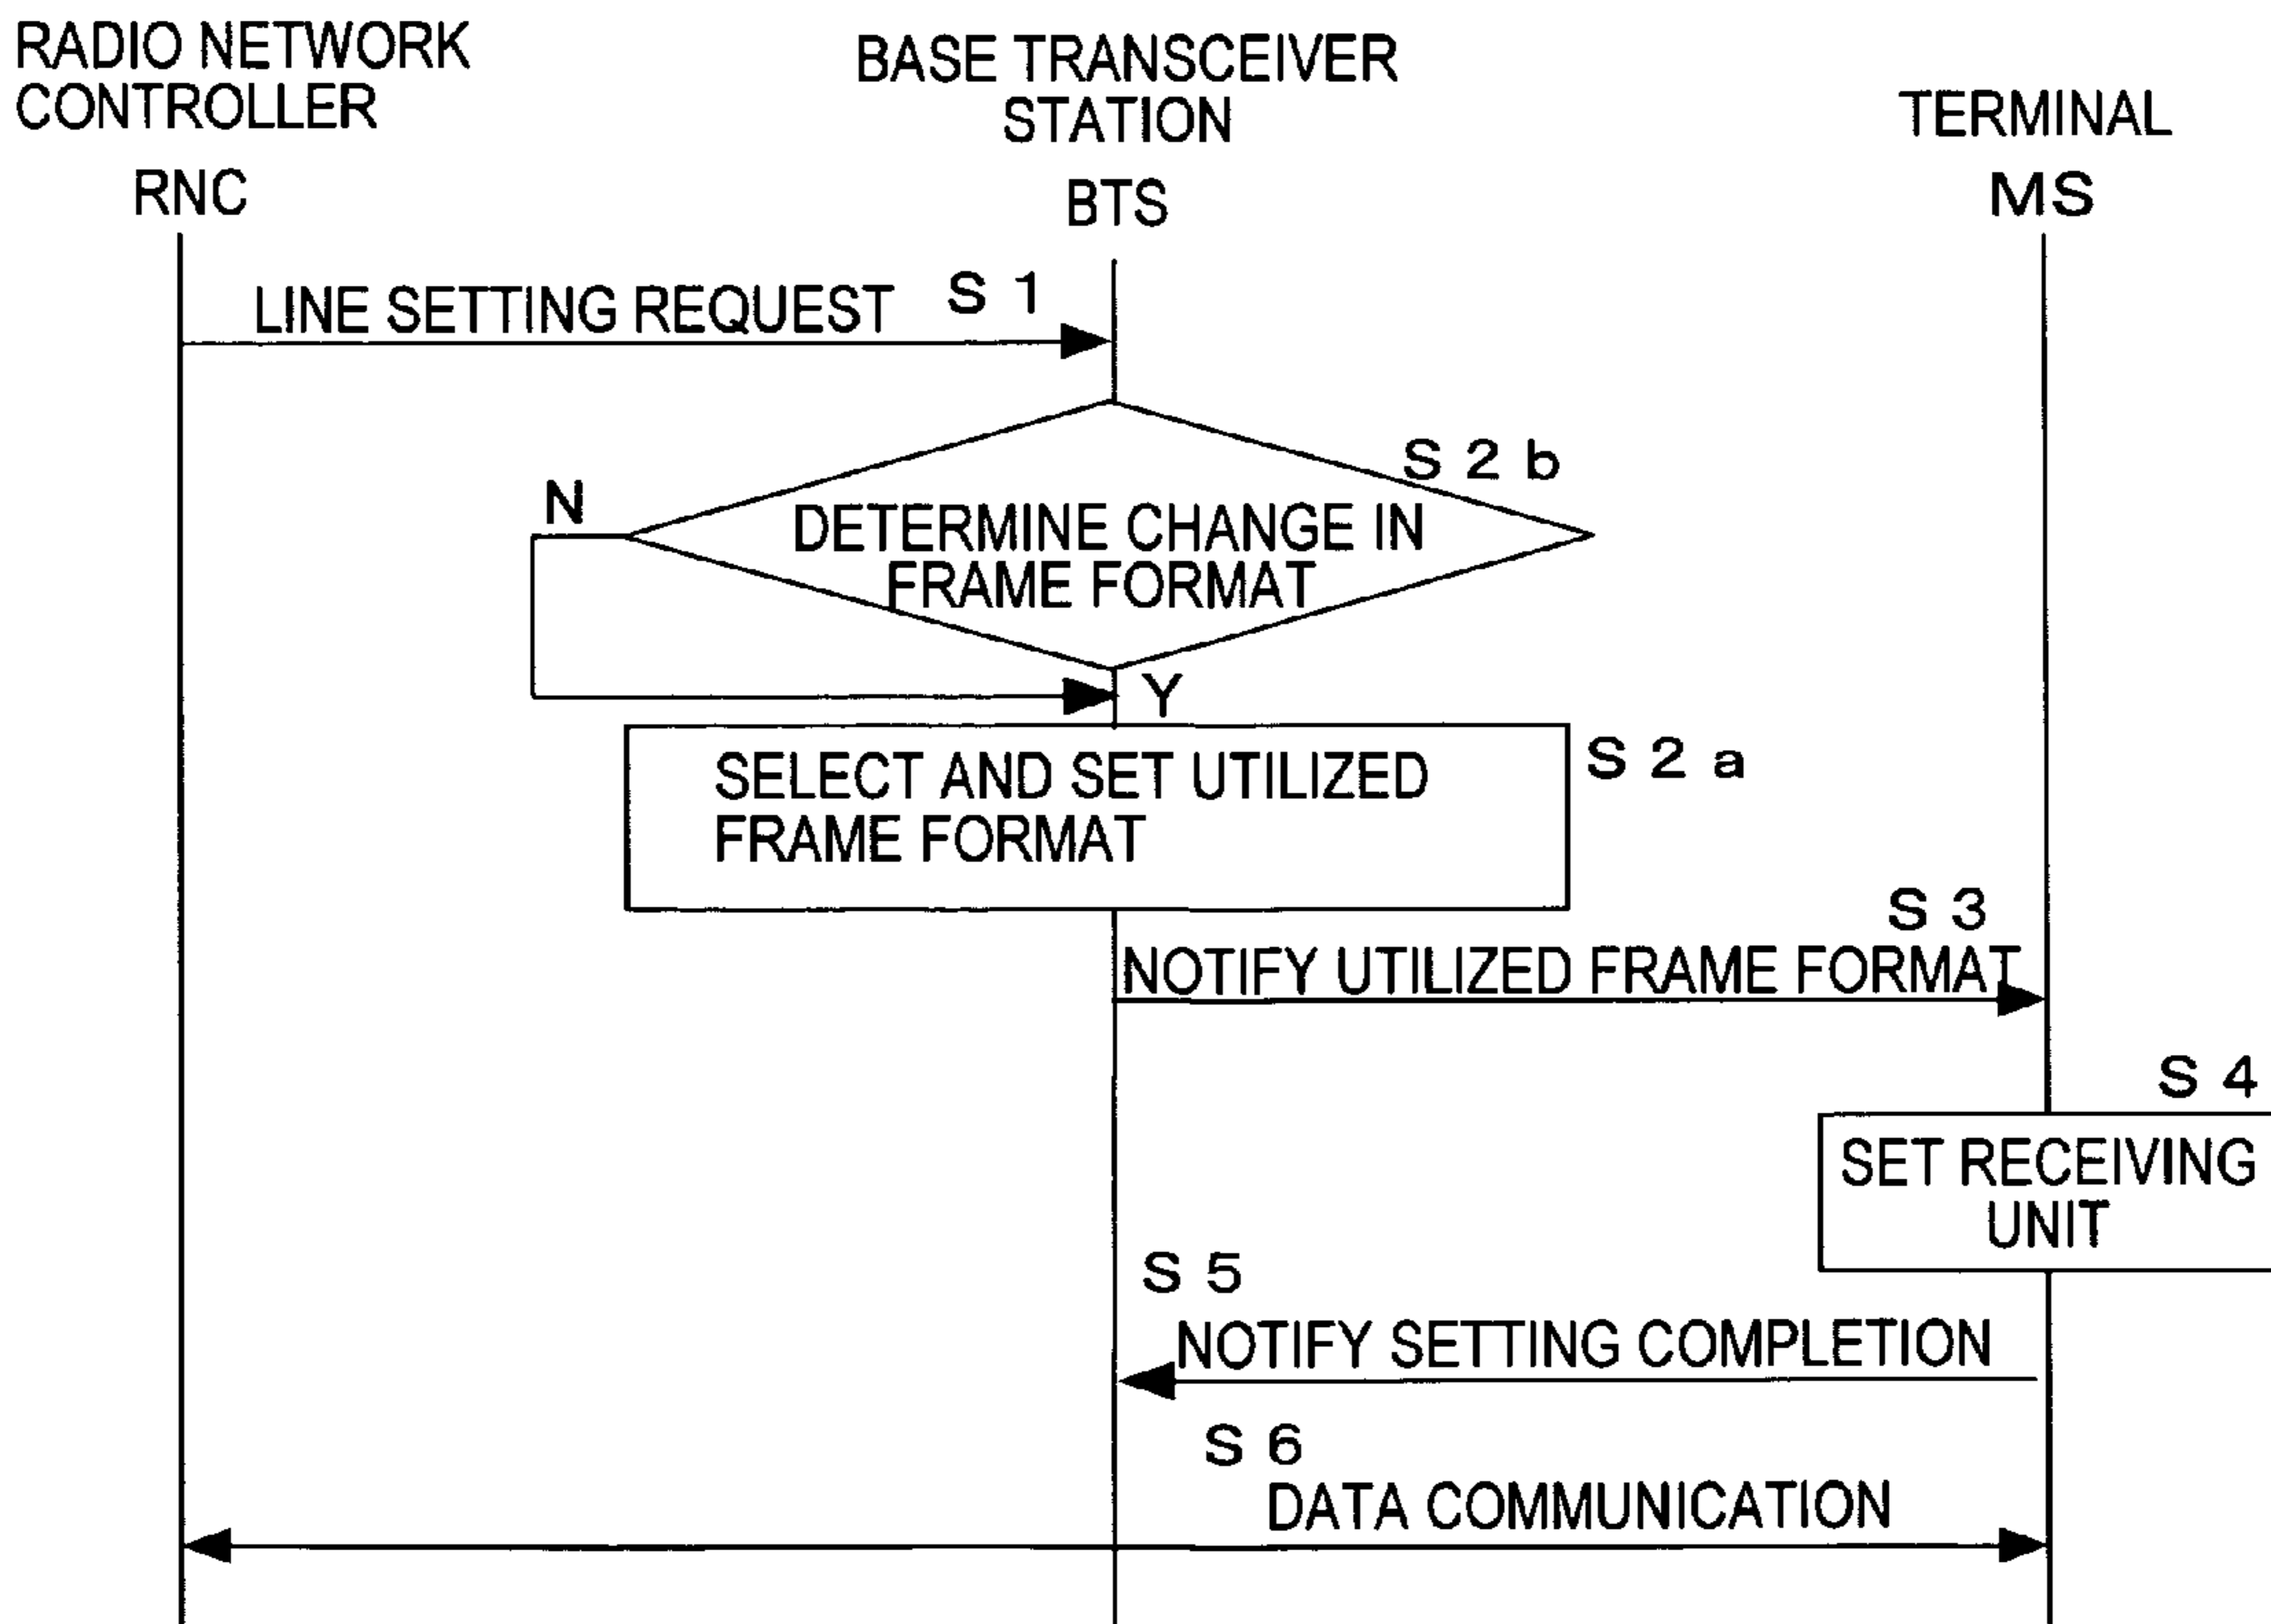 RADIO NETWORK
CONTROLLER
RNC
BASE TRANSCEIVER
STATION
BTS
TERMINAL
MS
LINE SETTING REQUEST
S 1
S 2 b
N
DETERMINE CHANGE IN
FRAME FORMAT
Y
SELECT AND SET UTILIZED
FRAME FORMAT
S 2 a
S 3
NOTIFY UTILIZED FRAME FORMAT
S 4
SET RECEIVING
UNIT
S 5
NOTIFY SETTING COMPLETION
S 6
DATA COMMUNICATION